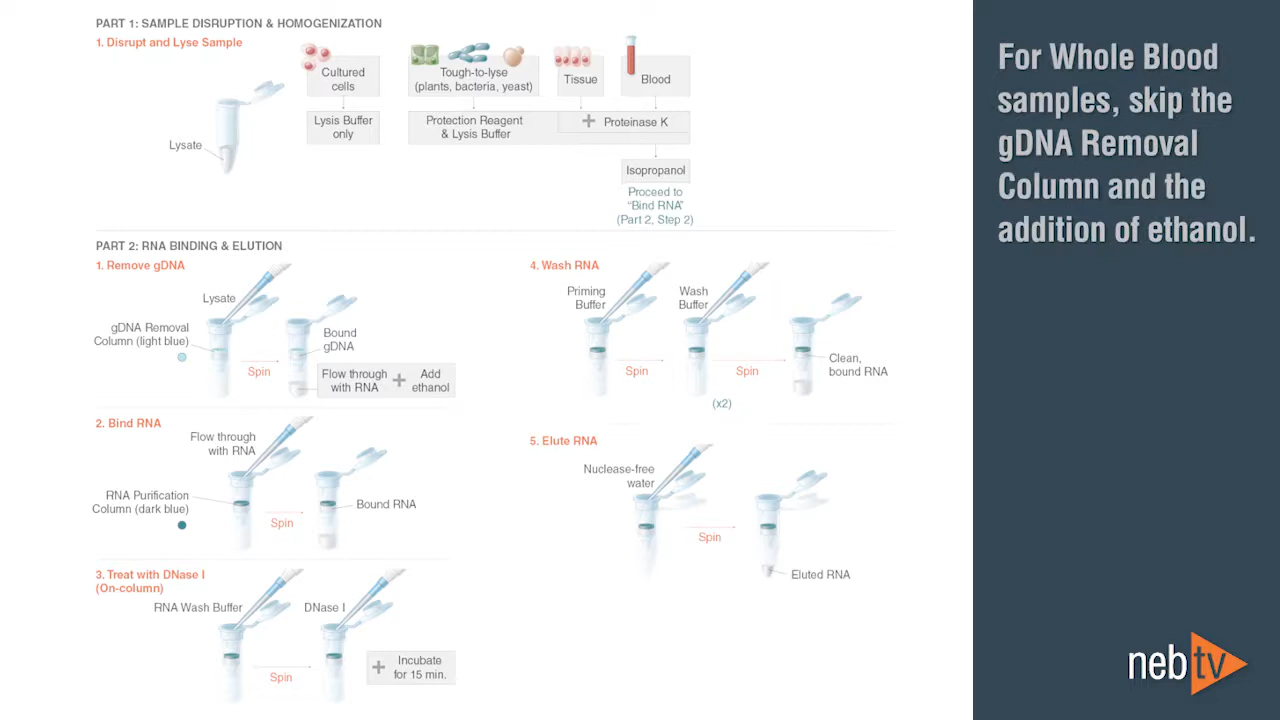 PART 1: SAMPLE DISRUPTION & HOMOGENIZATION
1. Disrupt and Lyse Sample
Lysate
Cultured
cells
Lysis Buffer
only
Tough-to-lyse
(plants, bacteria, yeast)
Protection Reagent
& Lysis Buffer
Tissue
Blood
+ Proteinase K
Isopropanol
Proceed to
“Bind RNA”
(Part 2, Step 2)
PART 2: RNA BINDING & ELUTION
1. Remove gDNA
Lysate
gDNA Removal
Column (light blue)
Spin
Bound
gDNA
Flow through
with RNA
+
Add
ethanol
2. Bind RNA
Flow through
with RNA
RNA Purification
Column (dark blue)
Spin
Bound RNA
3. Treat with DNase I
(On-column)
RNA Wash Buffer
DNase I
Spin
+
Incubate
for 15 min.
4. Wash RNA
Priming
Buffer
Spin
Wash
Buffer
Spin
(x2)
Clean,
bound RNA
5. Elute RNA
Nuclease-free
water
Spin
Eluted RNA
For Whole Blood
samples, skip the
gDNA Removal
Column and the
addition of ethanol.
neb tv